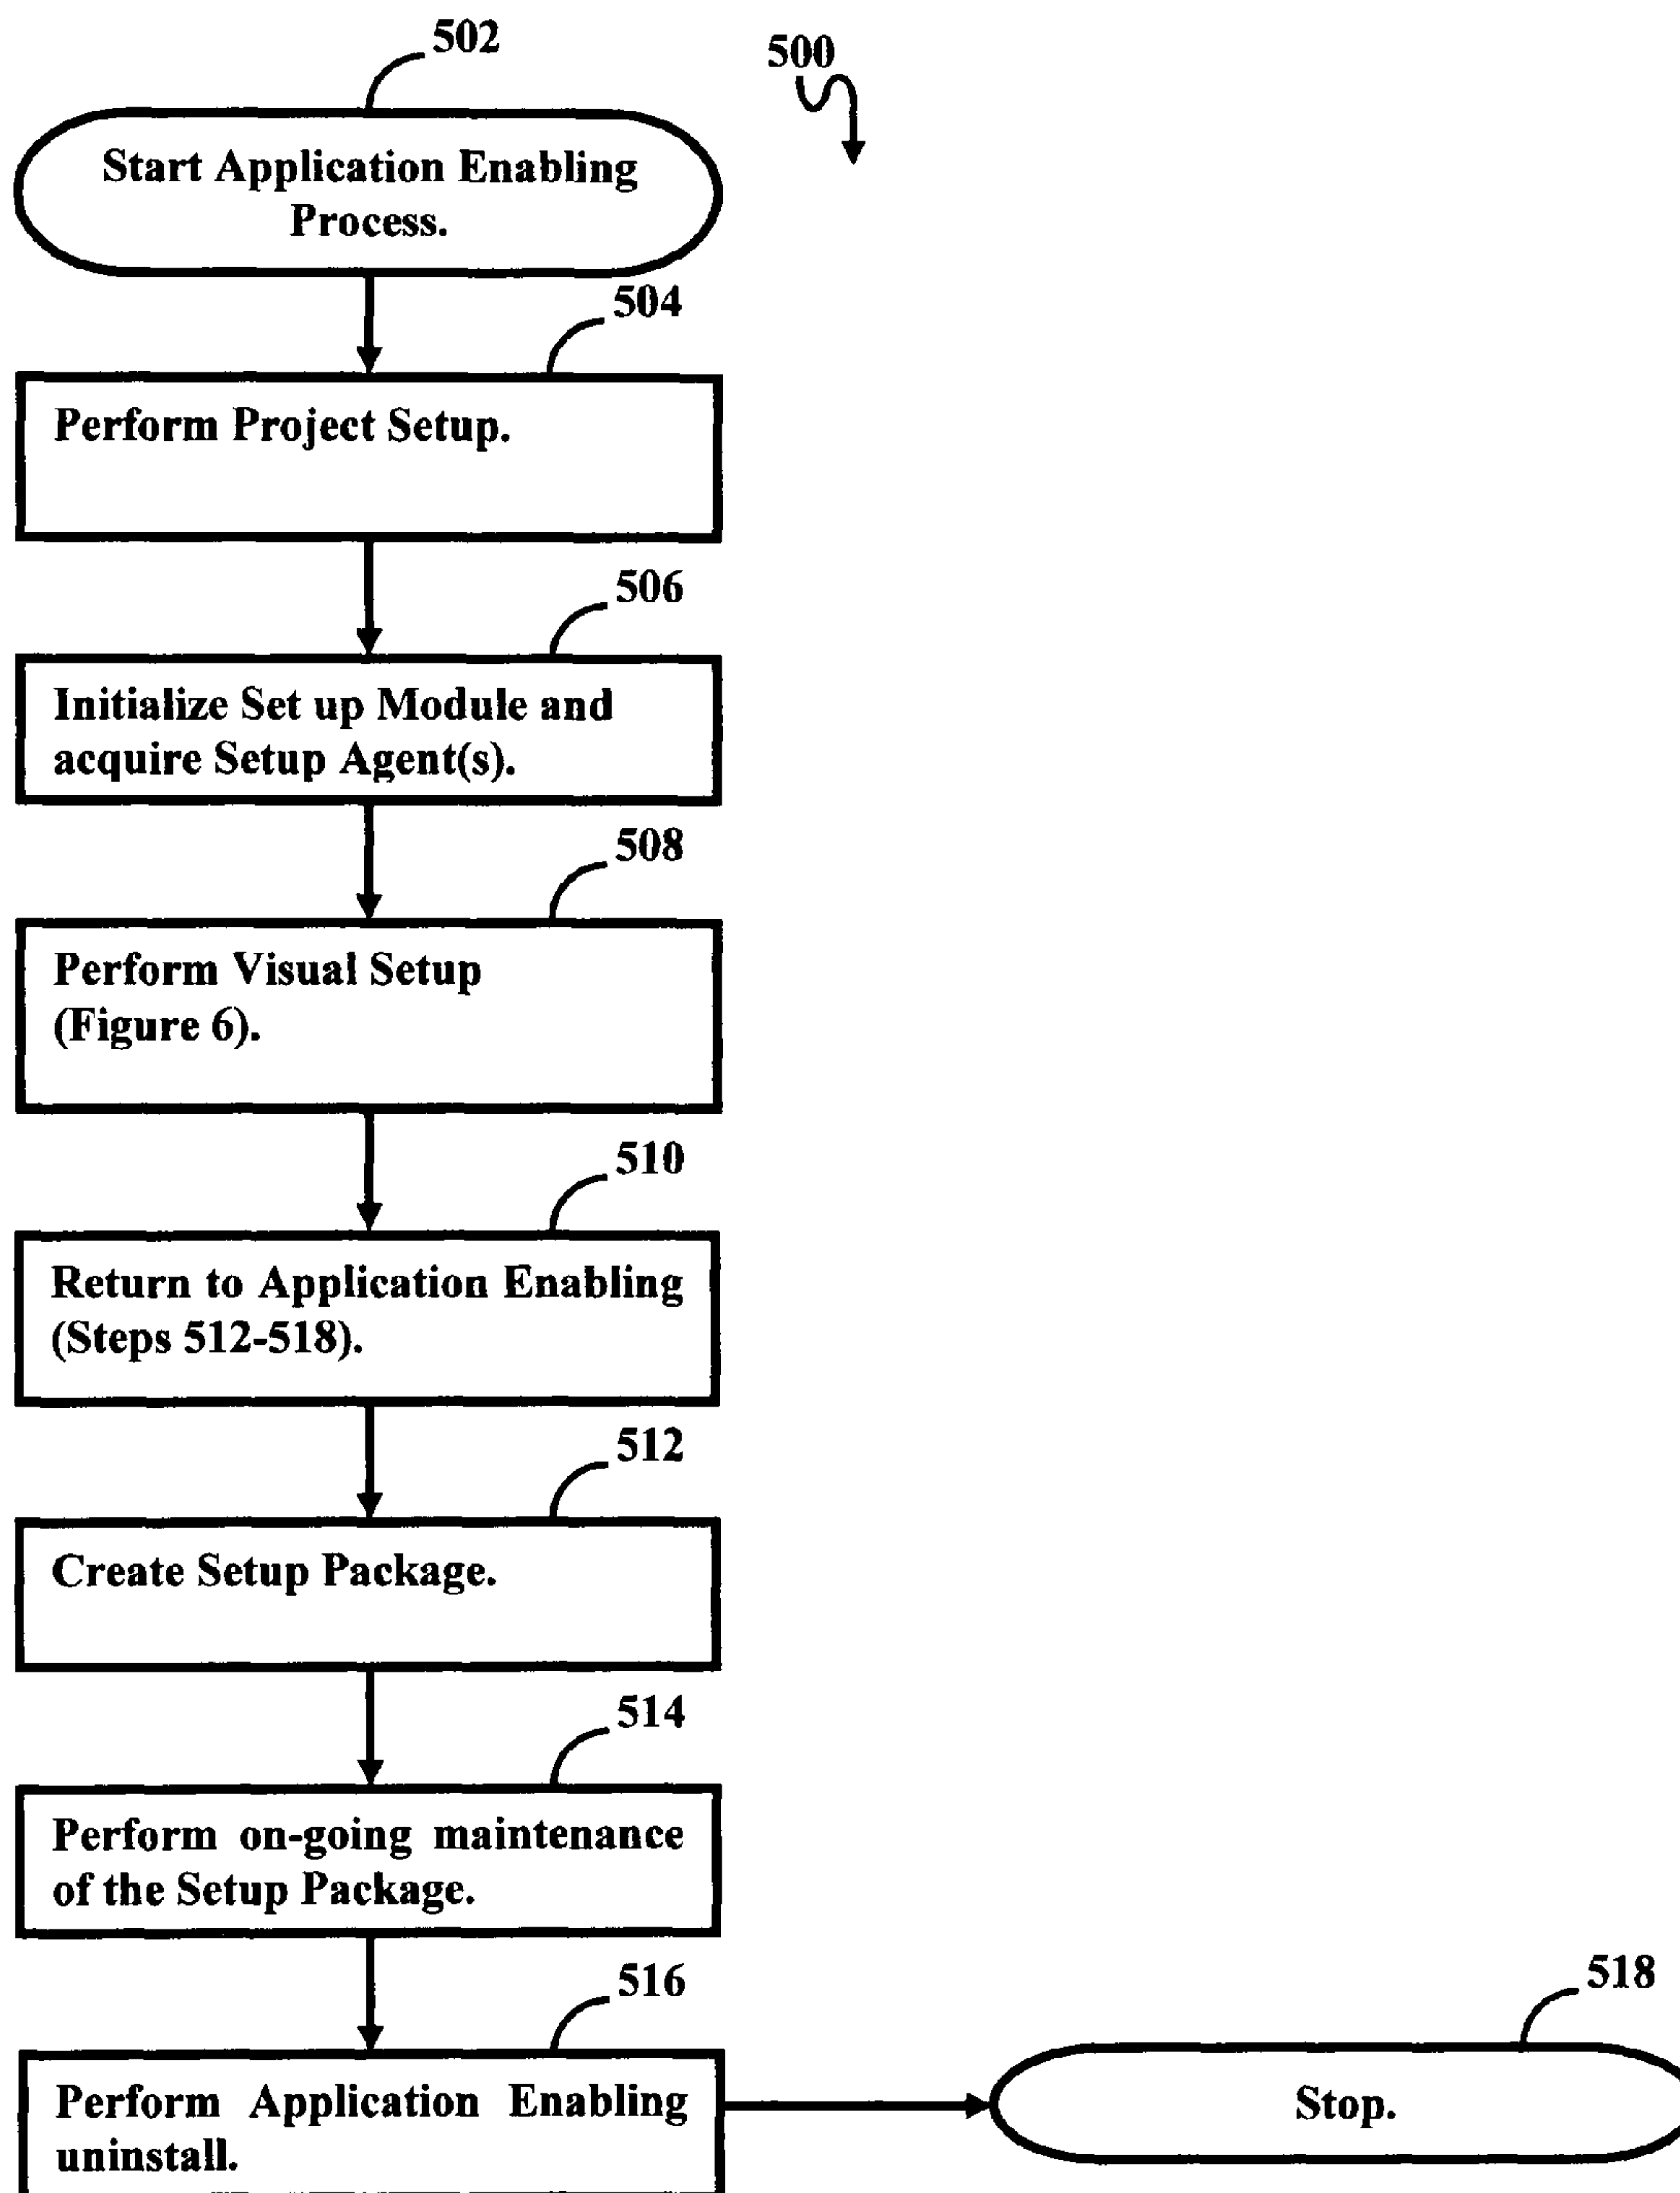 502
500
Start Application Enabling
Process.
504
Perform Project Setup.
506
Initialize Set up Module and
acquire Setup Agent(s).
508
Perform Visual Setup
(Figure 6).
510
Return to Application Enabling
(Steps 512-518).
512
Create Setup Package.
514
Perform on-going maintenance
of the Setup Package.
516
Perform Application Enabling
uninstall.
518
Stop.